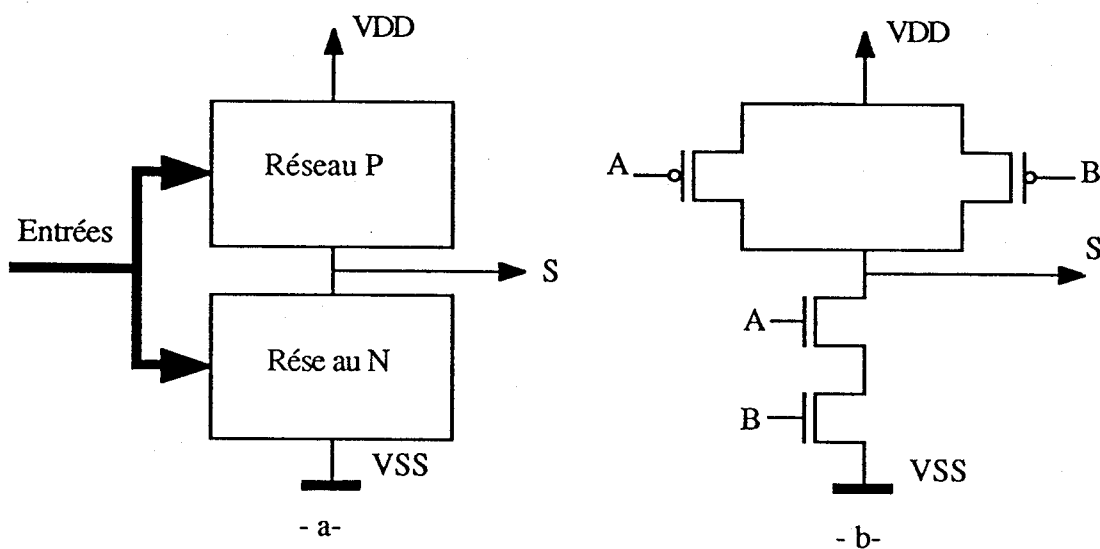 VDD
Réseau P
Entrées
S
Rése au N
VSS
- a-
VDD
A
B
S
A
B
VSS
- b-